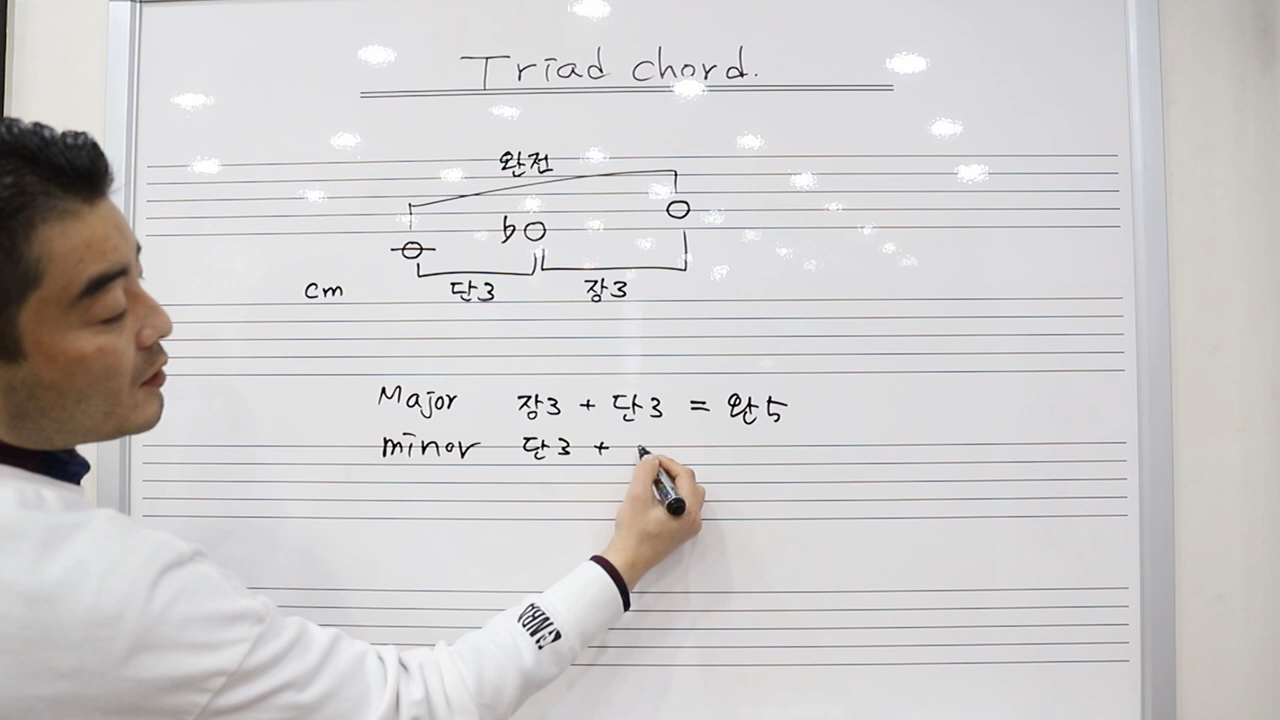 Triad chord.
완전
♭
cm 단3 장3
Major 장3 + 단3 = 완5
minor 단3 +
NBA